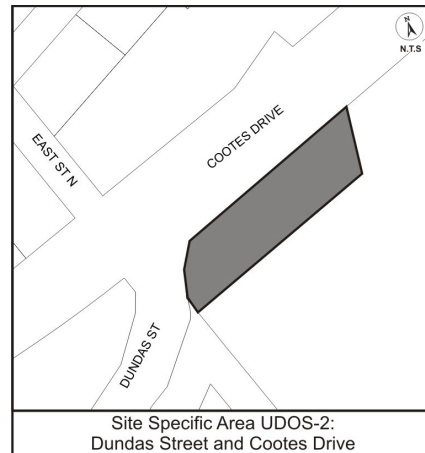 N
N.T.S
COOTES DRIVE
EAST ST N
DUNDAS ST
Site Specific Area UDOS-2:
Dundas Street and Cootes Drive